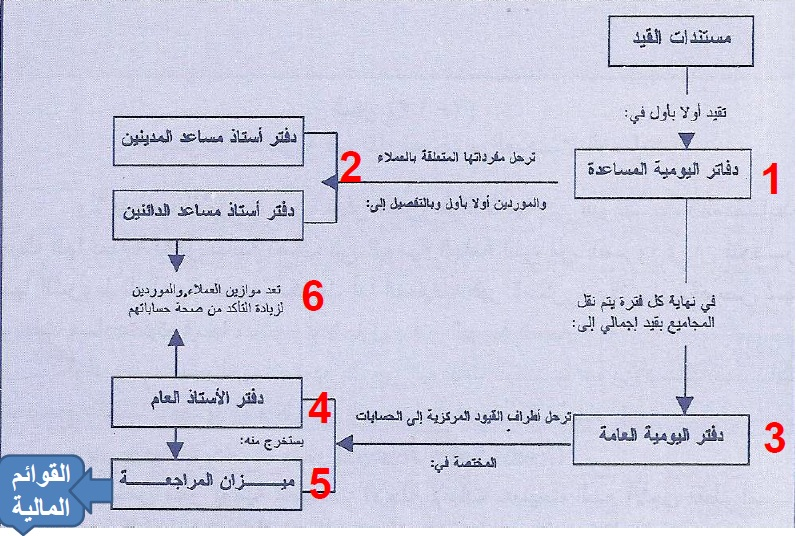 مستندات القيد
تقيد أولا بأول في:
دفاتر اليومية المساعدة
1
ترحل مفرداتها المتعلقة بالعملاء
والموردين أولا بأول وبالتفصيل إلى:
2
دفتر أستاذ مساعد المدينين
دفتر أستاذ مساعد الدائنين
تعد موازين العملاء والموردين
لزيادة التأكد من صحة حساباتهم
6
في نهاية كل فترة يتم نقل
المجاميع بقيد إجمالي إلى:
دفتر اليومية العامة
3
ترحل أطراف القيود المركزية إلى الحسابات
المختصة في:
دفتر الأستاذ العام
4
يستخرج منه:
ميـــزان المراجعـــــة
5
القوائم
المالية